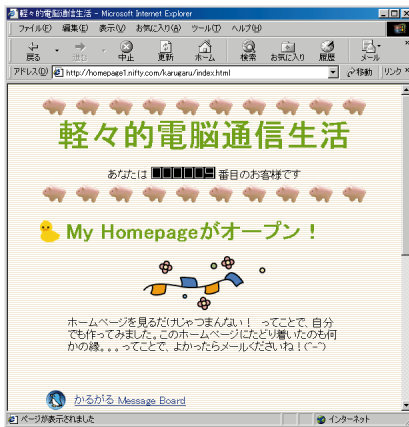 軽々的電脳通信生活 - Microsoft Internet Explorer
ファイル(F) 編集(E) 表示(V) お気に入り(A) ツール(T) ヘルプ(H)
戻る 進む 中止 更新 ホーム 検索 お気に入り 履歴 メール
アドレス(D) http://homepage1.nifty.com/karugaru/index.html 移動 リンク »
軽々的電脳通信生活
あなたは 000009 番目のお客様です
My Homepageがオープン！
ホームページを見るだけじゃつまんない！ ってことで、自分
でも作ってみました。このホームページにたどり着いたのも何
かの縁。。。ってことで、よかったらメールくださいね！(^-^)
かるがる Message Board
ページが表示されました インターネット